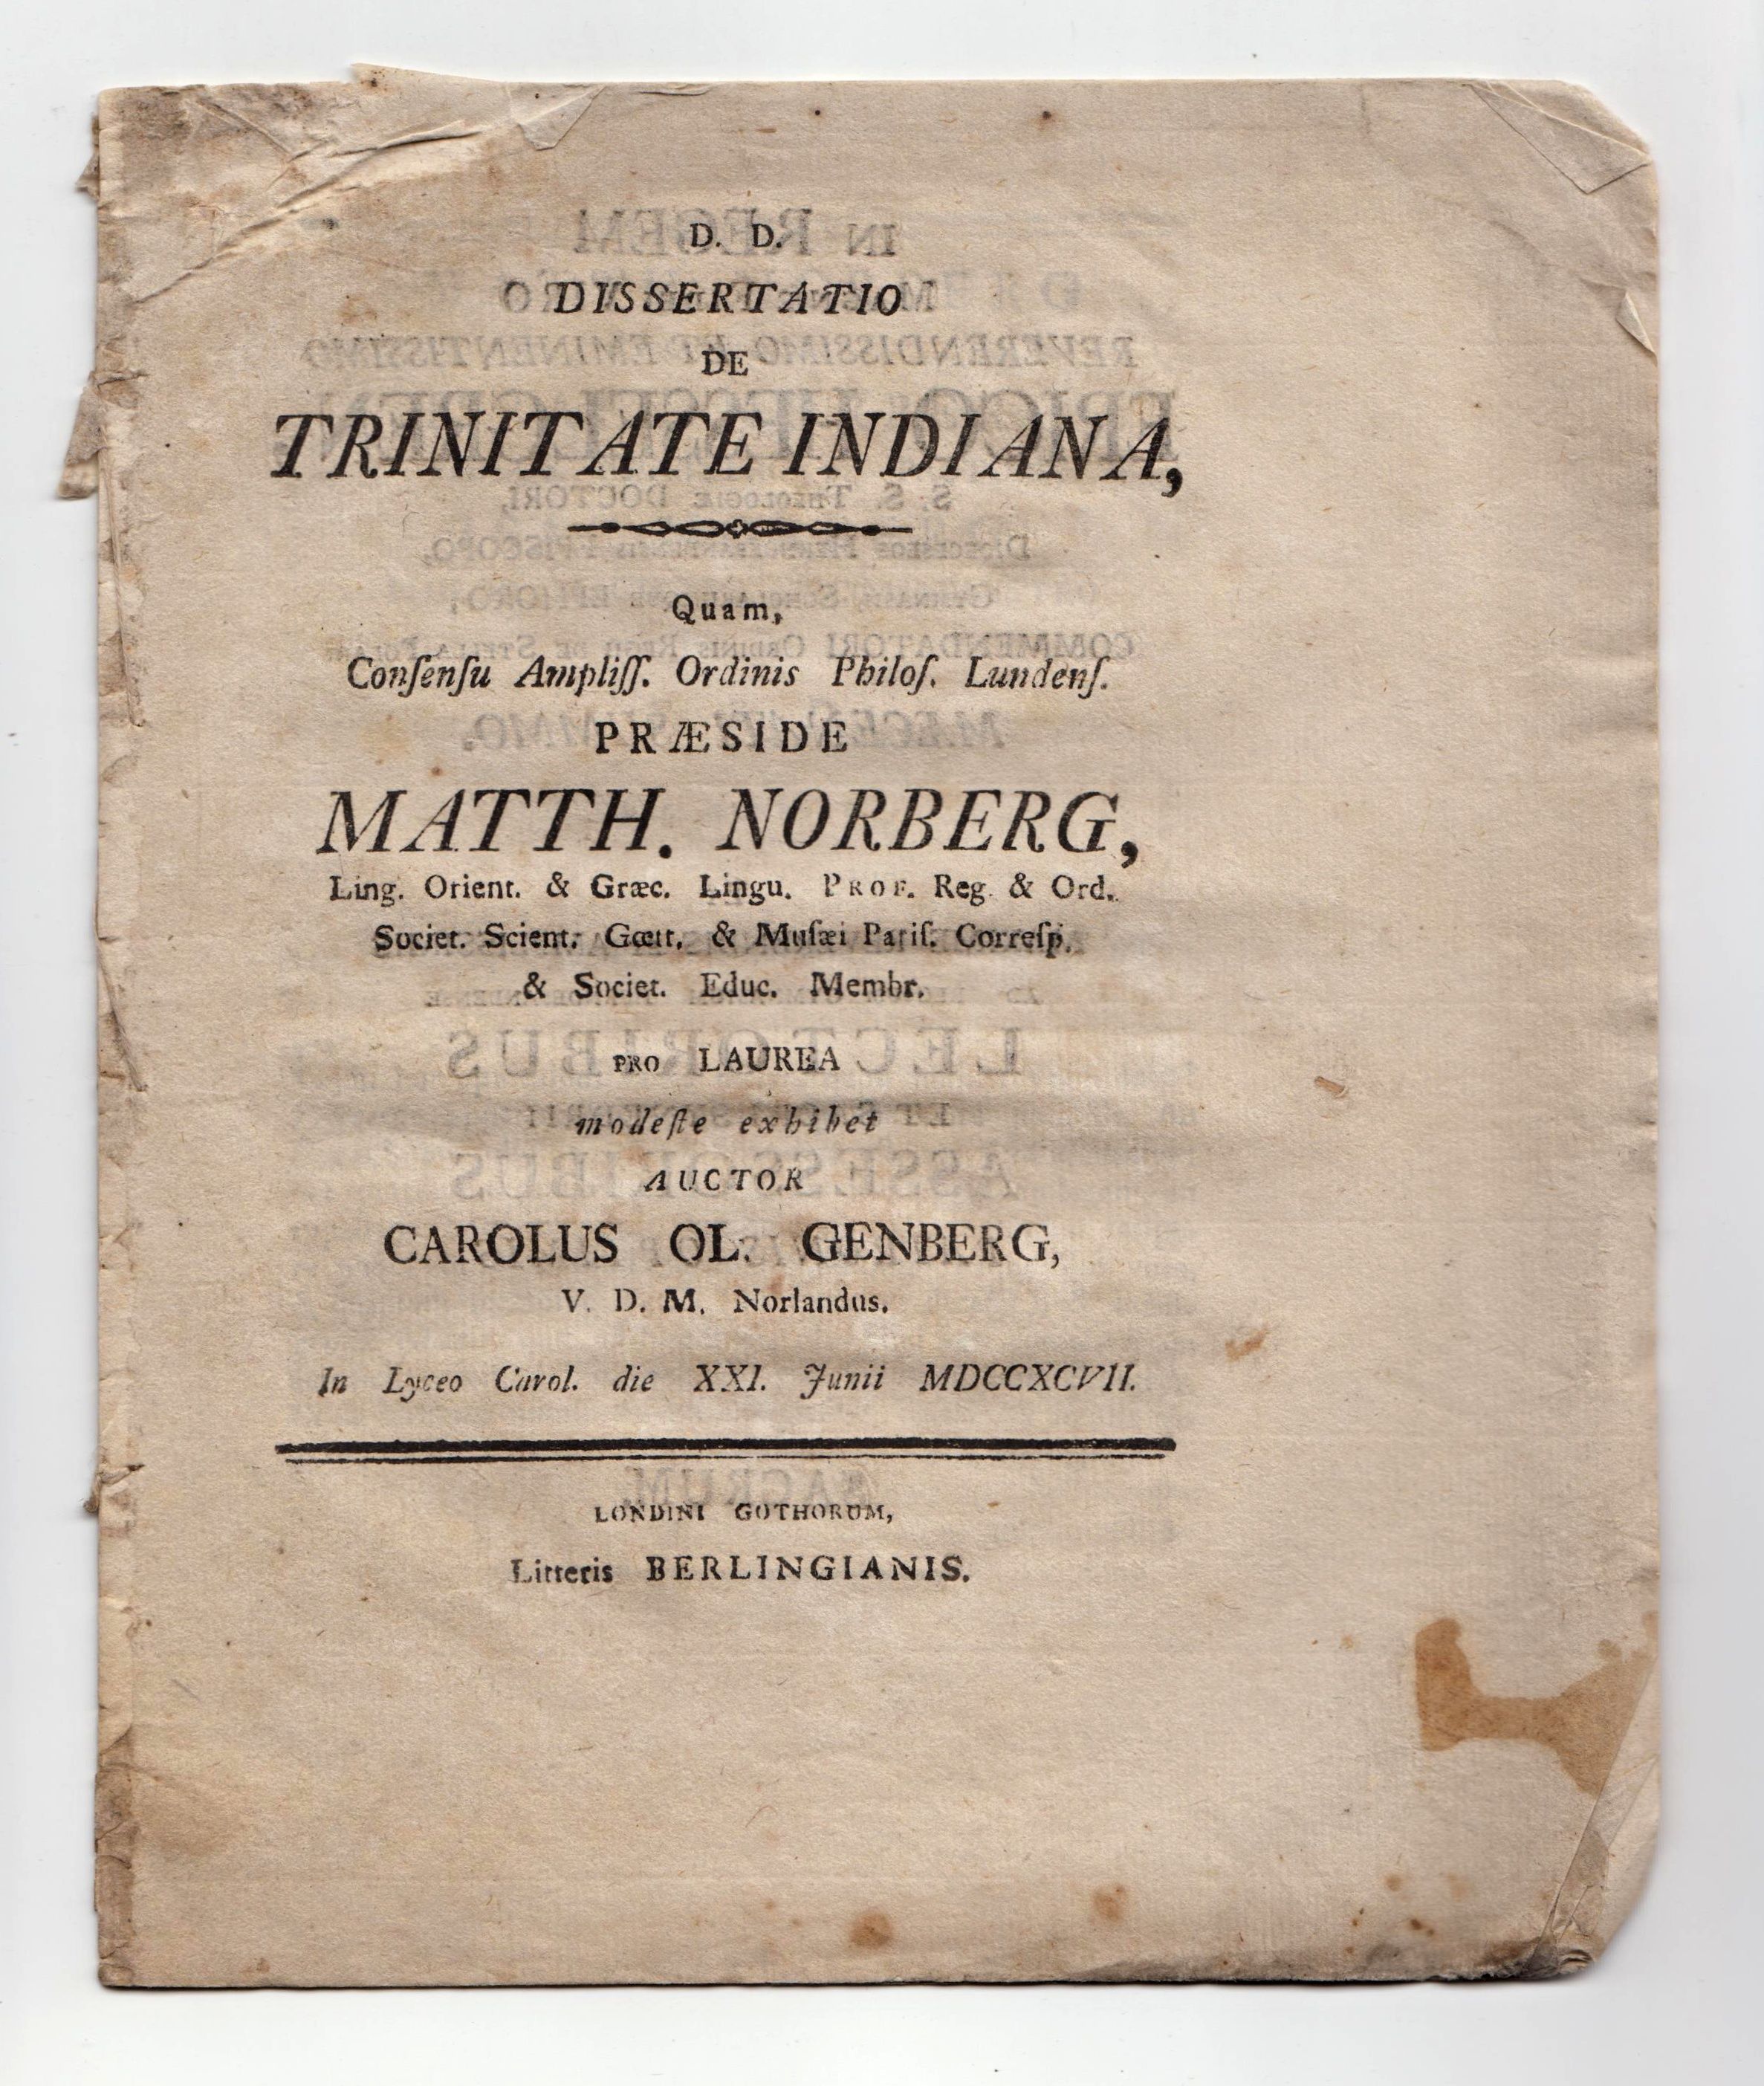 D. D.
DISSERTATIO
DE
TRINITATE INDIANA,
Quam,
Conſenſu Ampliſſ. Ordinis Philoſ. Lundenſ.
PRÆSIDE
MATTH. NORBERG,
Ling. Orient. & Græc. Lingu. PROF. Reg. & Ord.
Societ. Scient. Gœtt. & Muſæi Pariſ. Correſp.
& Societ. Educ. Membr.
PRO LAUREA
modeſte exhibet
AUCTOR
CAROLUS OL. GENBERG,
V. D. M. Norlandus.
In Lyceo Carol. die XXI. Junii MDCCXCVII.
LONDINI GOTHORUM,
Litteris BERLINGIANIS.